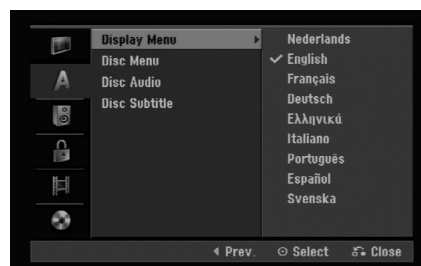 Display Menu
Disc Menu
Disc Audio
Disc Subtitle
Nederlands
English
Français
Deutsch
Ελληνικά
Italiano
Português
Español
Svenska
A
Prev.
Select
Close